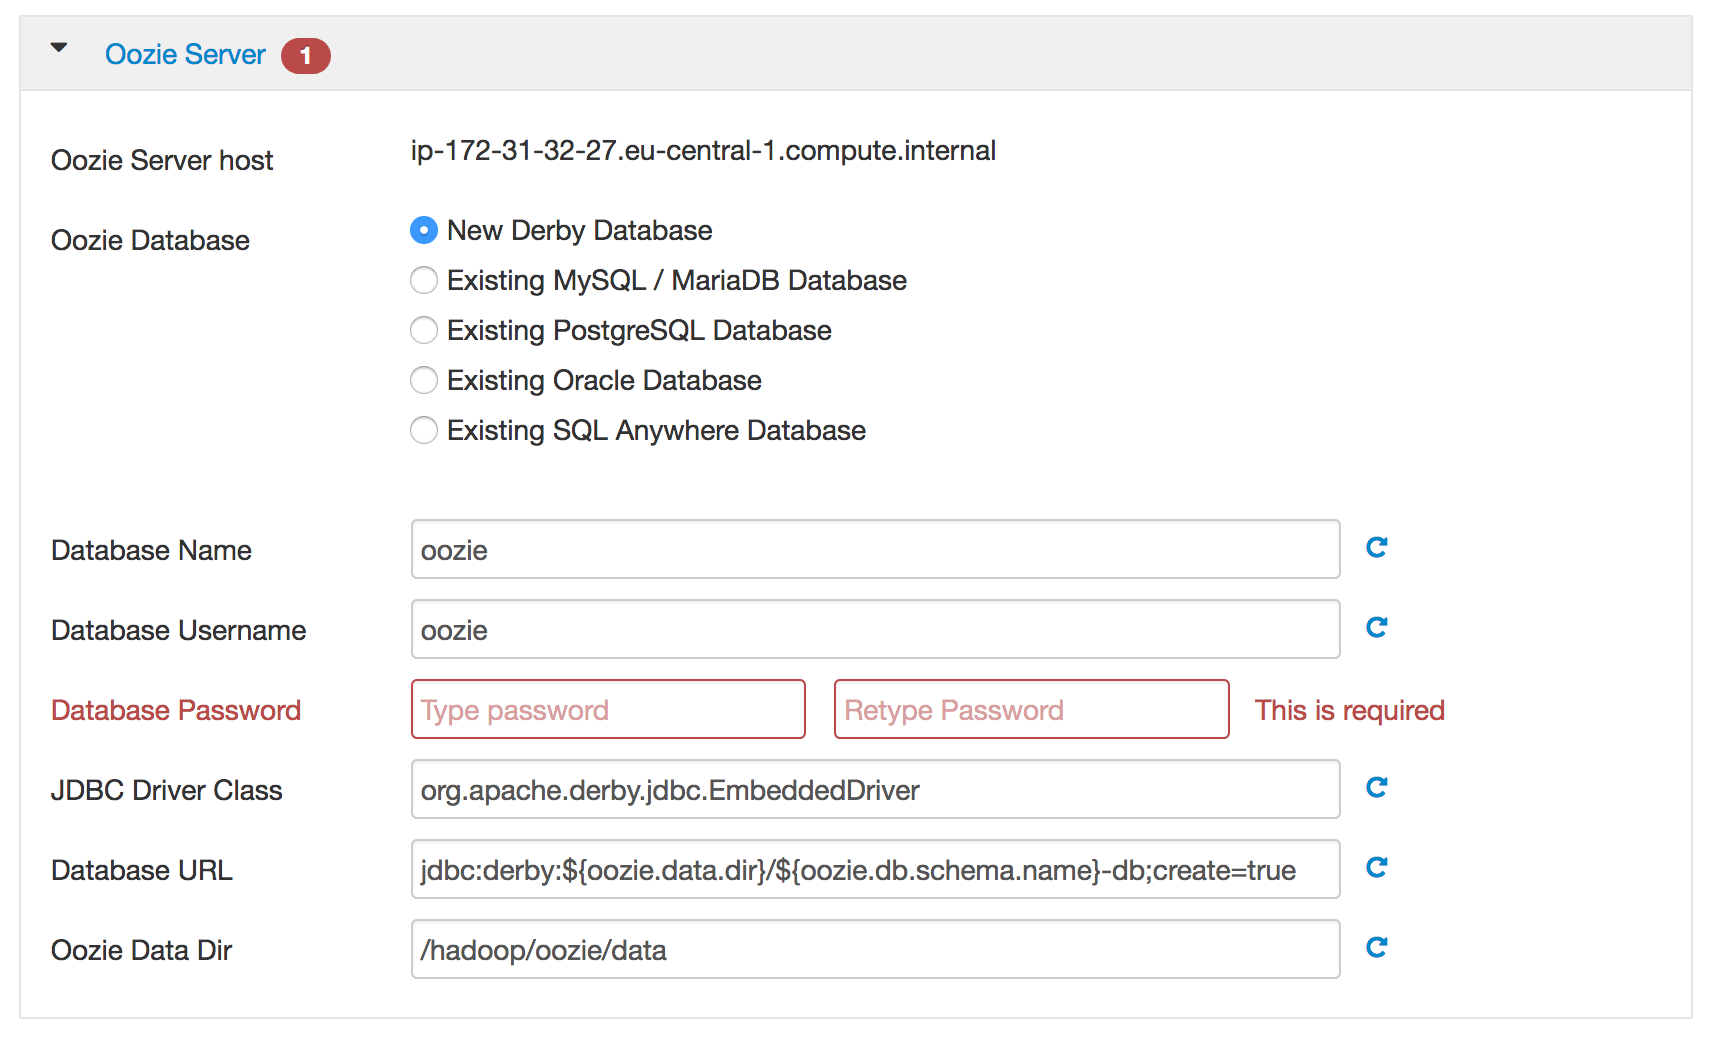 Oozie Server 1
Oozie Server host ip-172-31-32-27.eu-central-1.compute.internal
Oozie Database New Derby Database
Existing MySQL / MariaDB Database
Existing PostgreSQL Database
Existing Oracle Database
Existing SQL Anywhere Database
Database Name oozie
Database Username oozie
Database Password Type password Retype Password This is required
JDBC Driver Class org.apache.derby.jdbc.EmbeddedDriver
Database URL jdbc:derby:${oozie.data.dir}/${oozie.db.schema.name}-db;create=true
Oozie Data Dir /hadoop/oozie/data